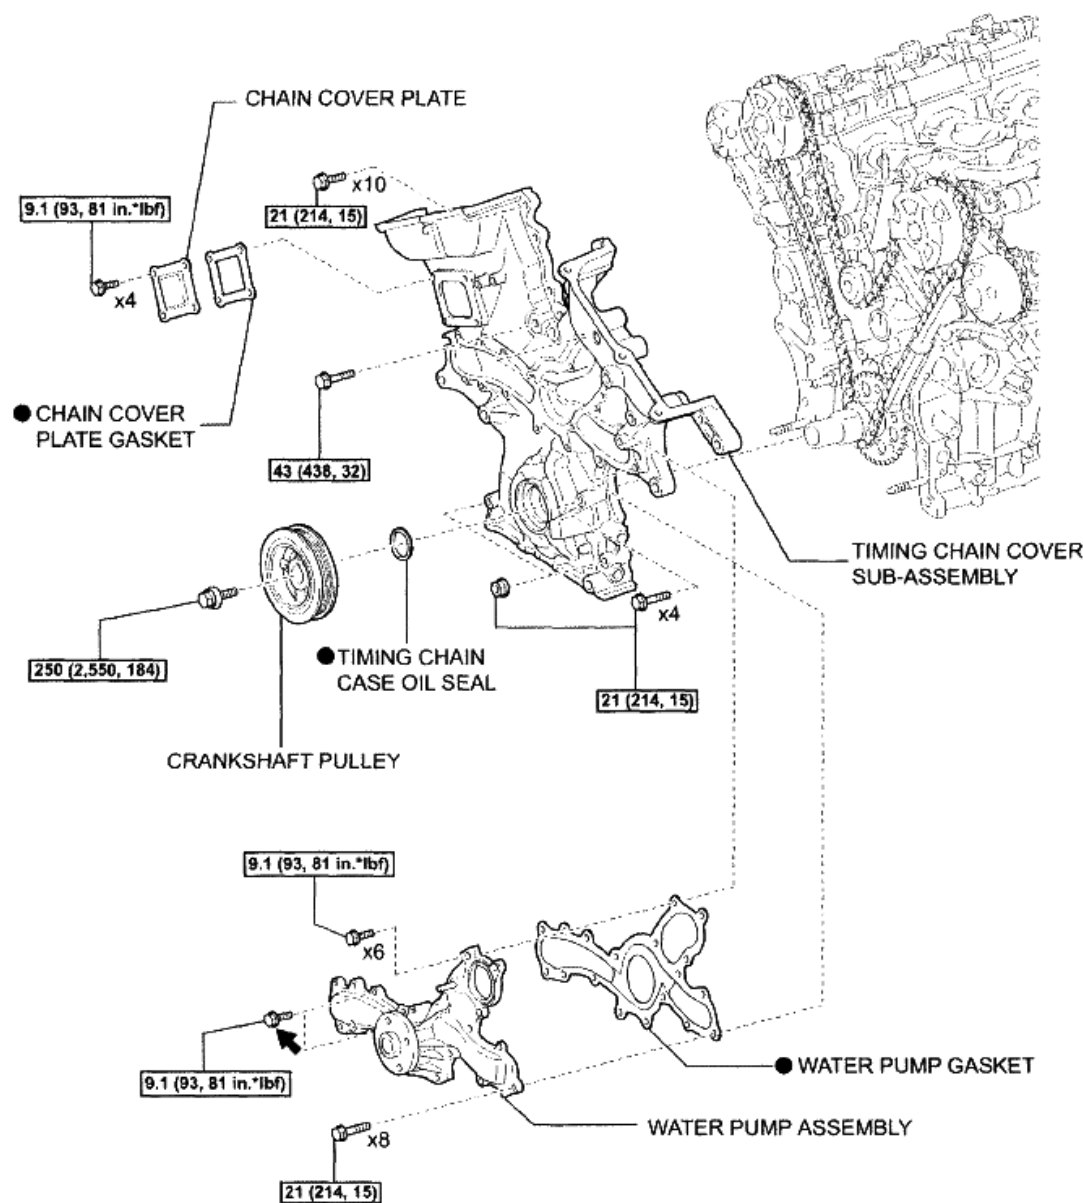 CHAIN COVER PLATE
x10
9.1 (93, 81 in.*lbf)
21 (214, 15)
x4
● CHAIN COVER
PLATE GASKET
43 (438, 32)
TIMING CHAIN COVER
SUB-ASSEMBLY
x4
250 (2,550, 184)
● TIMING CHAIN
CASE OIL SEAL
21 (214, 15)
CRANKSHAFT PULLEY
9.1 (93, 81 in.*lbf)
x6
9.1 (93, 81 in.*lbf)
● WATER PUMP GASKET
WATER PUMP ASSEMBLY
x8
21 (214, 15)